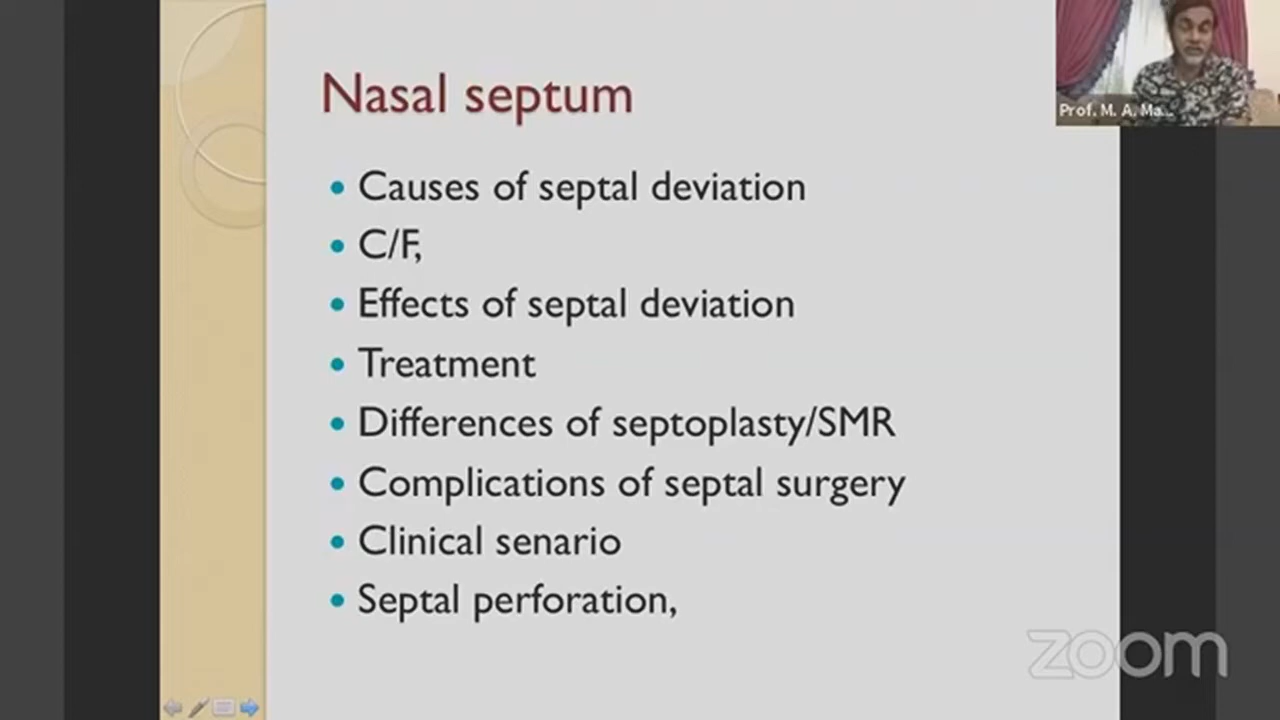 Nasal septum
Prof. M. A. Ma...
• Causes of septal deviation
• C/F,
• Effects of septal deviation
• Treatment
• Differences of septoplasty/SMR
• Complications of septal surgery
• Clinical senario
• Septal perforation,
zoom